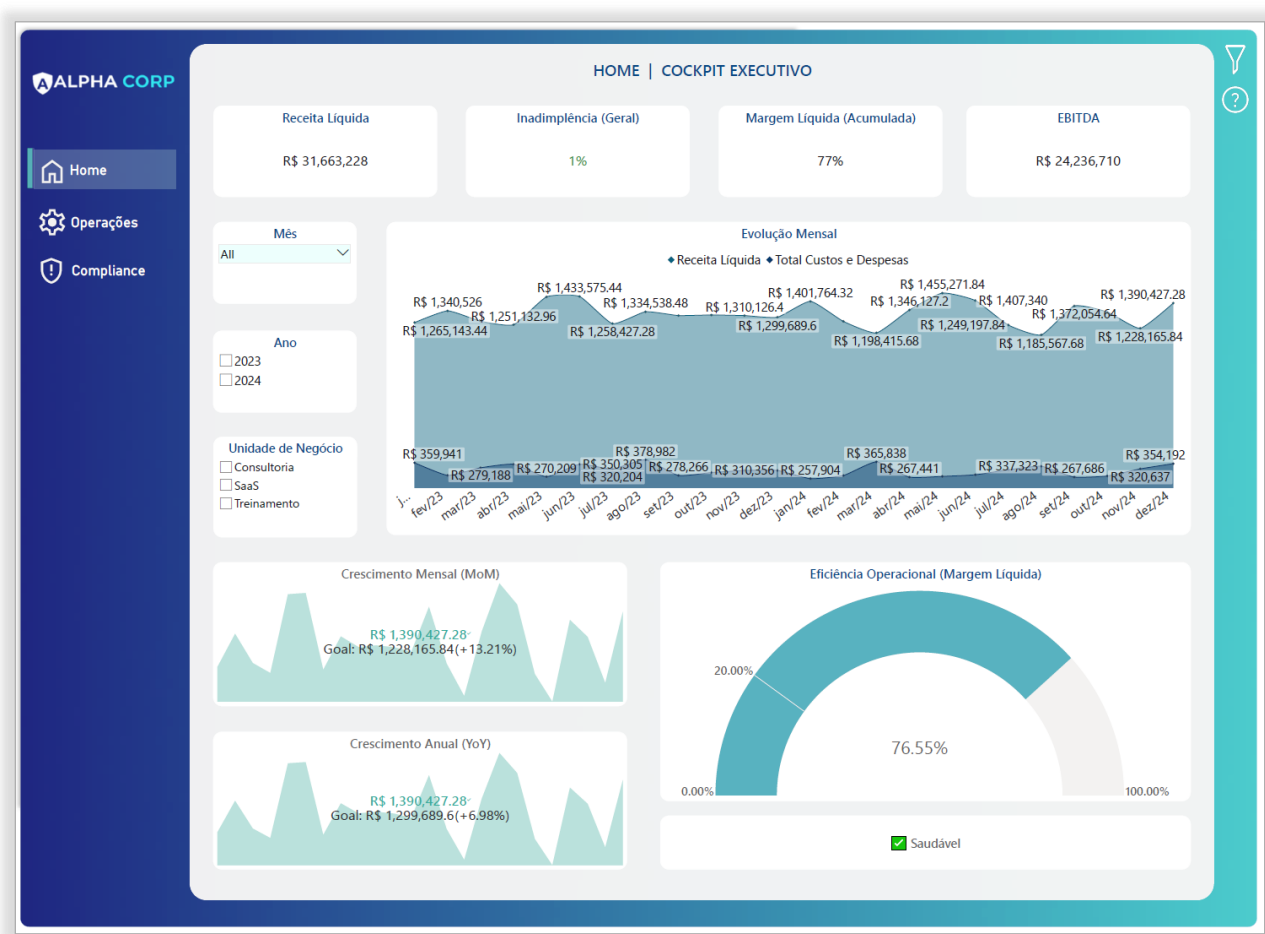 ALPHA CORP
HOME | COCKPIT EXECUTIVO
?
Home
Operações
Compliance
Receita Líquida
R$ 31,663,228
Inadimplência (Geral)
1%
Margem Líquida (Acumulada)
77%
EBITDA
R$ 24,236,710
Mês
All
Ano
2023
2024
Unidade de Negócio
Consultoria
SaaS
Treinamento
Evolução Mensal
Receita Líquida Total Custos e Despesas
R$ 1,265,143.44
R$ 1,340,526
R$ 1,251,132.96
R$ 1,433,575.44
R$ 1,258,427.28
R$ 1,334,538.48
R$ 1,310,126.4
R$ 1,299,689.6
R$ 1,401,764.32
R$ 1,198,415.68
R$ 1,346,127.2
R$ 1,455,271.84
R$ 1,249,197.84
R$ 1,407,340
R$ 1,185,567.68
R$ 1,372,054.64
R$ 1,228,165.84
R$ 1,390,427.28
R$ 359,941
R$ 279,188
R$ 270,209
R$ 350,305
R$ 320,204
R$ 378,982
R$ 278,266
R$ 310,356
R$ 257,904
R$ 365,838
R$ 267,441
R$ 337,323
R$ 267,686
R$ 320,637
R$ 354,192
j... fev/23 mar/23 abr/23 mai/23 jun/23 jul/23 ago/23 set/23 out/23 nov/23 dez/23 jan/24 fev/24 mar/24 abr/24 mai/24 jun/24 jul/24 ago/24 set/24 out/24 nov/24 dez/24
Crescimento Mensal (MoM)
R$ 1,390,427.28
Goal: R$ 1,228,165.84 (+13.21%)
Crescimento Anual (YoY)
R$ 1,390,427.28
Goal: R$ 1,299,689.6 (+6.98%)
Eficiência Operacional (Margem Líquida)
20.00%
76.55%
0.00%
100.00%
Saudável